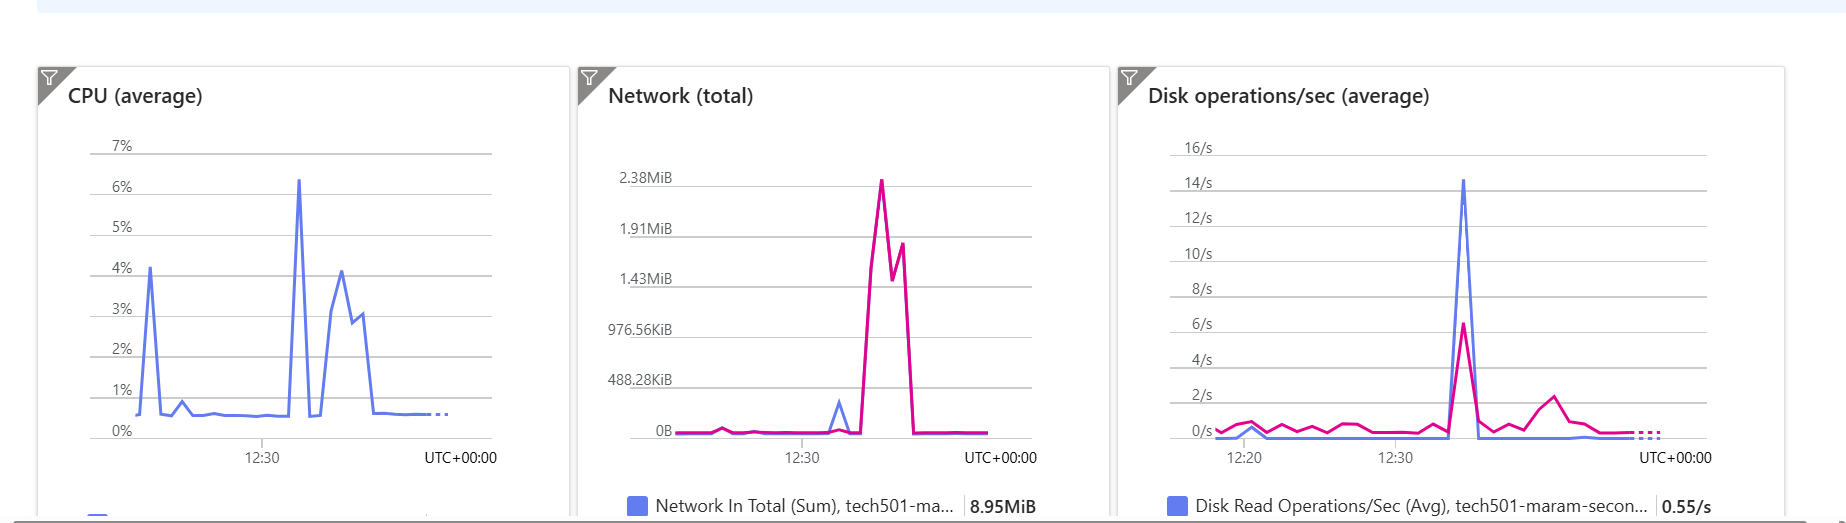 CPU (average)
7%
6%
5%
4%
3%
2%
1%
0%
12:30
UTC+00:00
Network (total)
2.38MiB
1.91MiB
1.43MiB
976.56KiB
488.28KiB
0B
12:30
UTC+00:00
Network In Total (Sum), tech501-ma... 8.95MiB
Disk operations/sec (average)
16/s
14/s
12/s
10/s
8/s
6/s
4/s
2/s
0/s
12:20 12:30
UTC+00:00
Disk Read Operations/Sec (Avg), tech501-maram-secon... 0.55/s